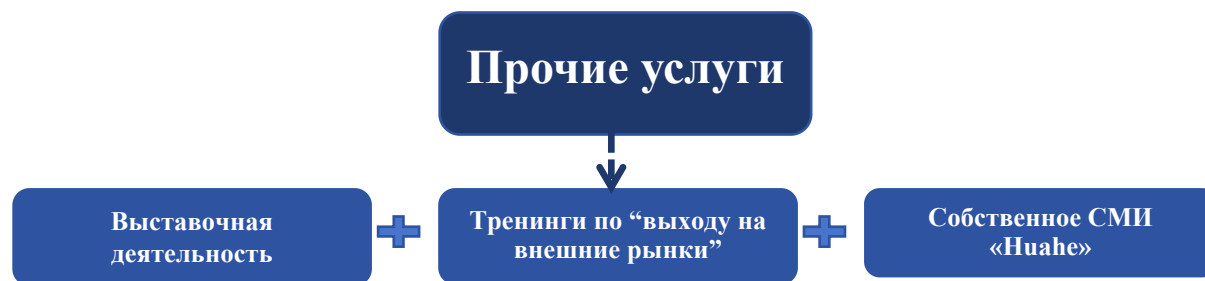 Прочие услуги
Выставочная
деятельность
Тренинги по “выходу на
внешние рынки”
Собственное СМИ
«Huahe»